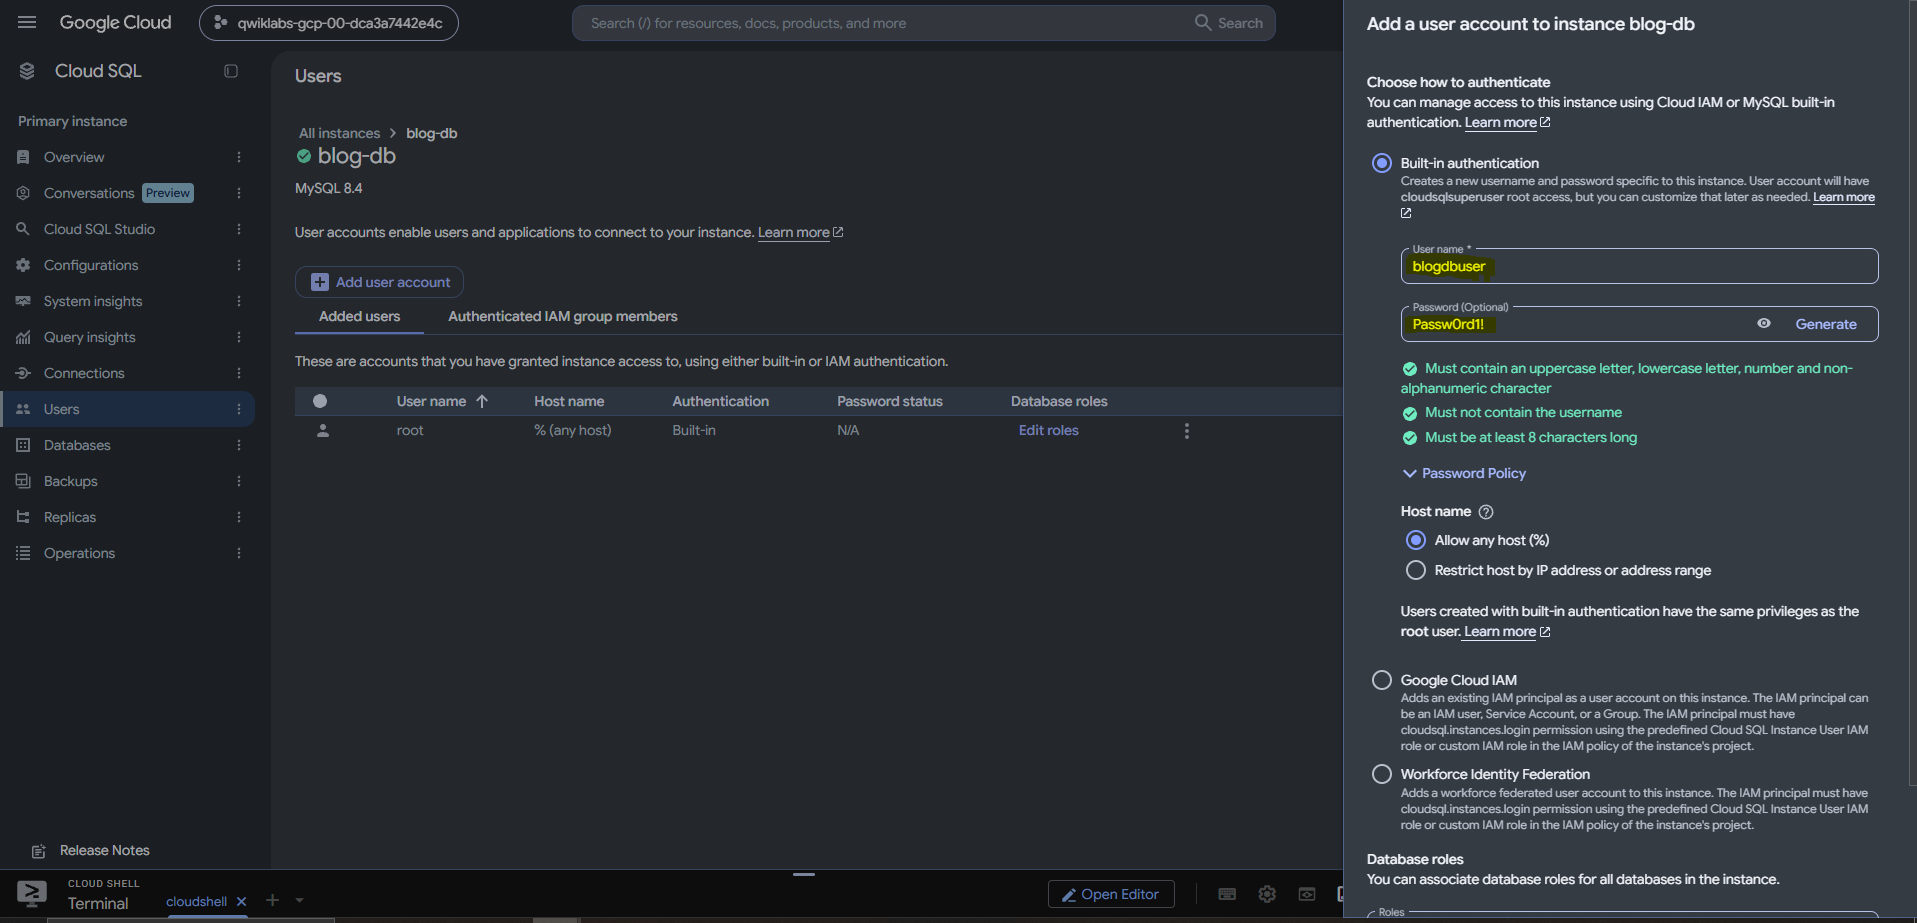 Google Cloud
qwiklabs-gcp-00-dca3a7442e4c
Search (/) for resources, docs, products, and more
Search
Cloud SQL
Primary instance
Overview
Conversations Preview
Cloud SQL Studio
Configurations
System insights
Query insights
Connections
Users
Databases
Backups
Replicas
Operations
Release Notes
Users
All instances > blog-db
blog-db
MySQL 8.4
User accounts enable users and applications to connect to your instance. Learn more
Add user account
Added users Authenticated IAM group members
These are accounts that you have granted instance access to, using either built-in or IAM authentication.
User name Host name Authentication Password status Database roles
root % (any host) Built-in N/A Edit roles
CLOUD SHELL
Terminal
cloudshell
Open Editor
Add a user account to instance blog-db
Choose how to authenticate
You can manage access to this instance using Cloud IAM or MySQL built-in
authentication. Learn more
Built-in authentication
Creates a new username and password specific to this instance. User account will have
cloudsqlsuperuser root access, but you can customize that later as needed. Learn more
User name *
blogdbuser
Password (Optional)
Passw0rd1!
Generate
Must contain an uppercase letter, lowercase letter, number and non-
alphanumeric character
Must not contain the username
Must be at least 8 characters long
Password Policy
Host name
Allow any host (%)
Restrict host by IP address or address range
Users created with built-in authentication have the same privileges as the
root user. Learn more
Google Cloud IAM
Adds an existing IAM principal as a user account on this instance. The IAM principal can
be an IAM user, Service Account, or a Group. The IAM principal must have
cloudsql.instances.login permission using the predefined Cloud SQL Instance User IAM
role or custom IAM role in the IAM policy of the instance's project.
Workforce Identity Federation
Adds a workforce federated user account to this instance. The IAM principal must have
cloudsql.instances.login permission using the predefined Cloud SQL Instance User IAM
role or custom IAM role in the IAM policy of the instance's project.
Database roles
You can associate database roles for all databases in the instance.
Roles